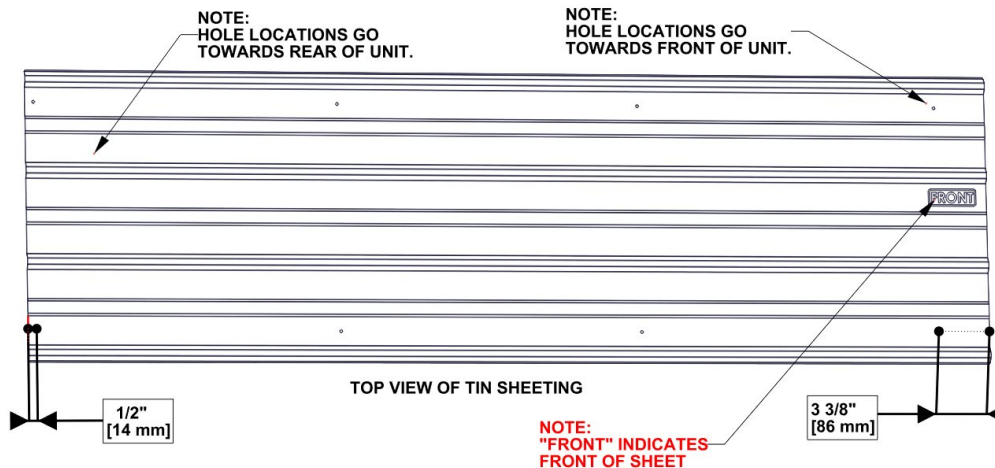 NOTE:
HOLE LOCATIONS GO
TOWARDS REAR OF UNIT.
NOTE:
HOLE LOCATIONS GO
TOWARDS FRONT OF UNIT.
FRONT
TOP VIEW OF TIN SHEETING
1/2"
[14 mm]
3 3/8"
[86 mm]
NOTE:
"FRONT" INDICATES
FRONT OF SHEET